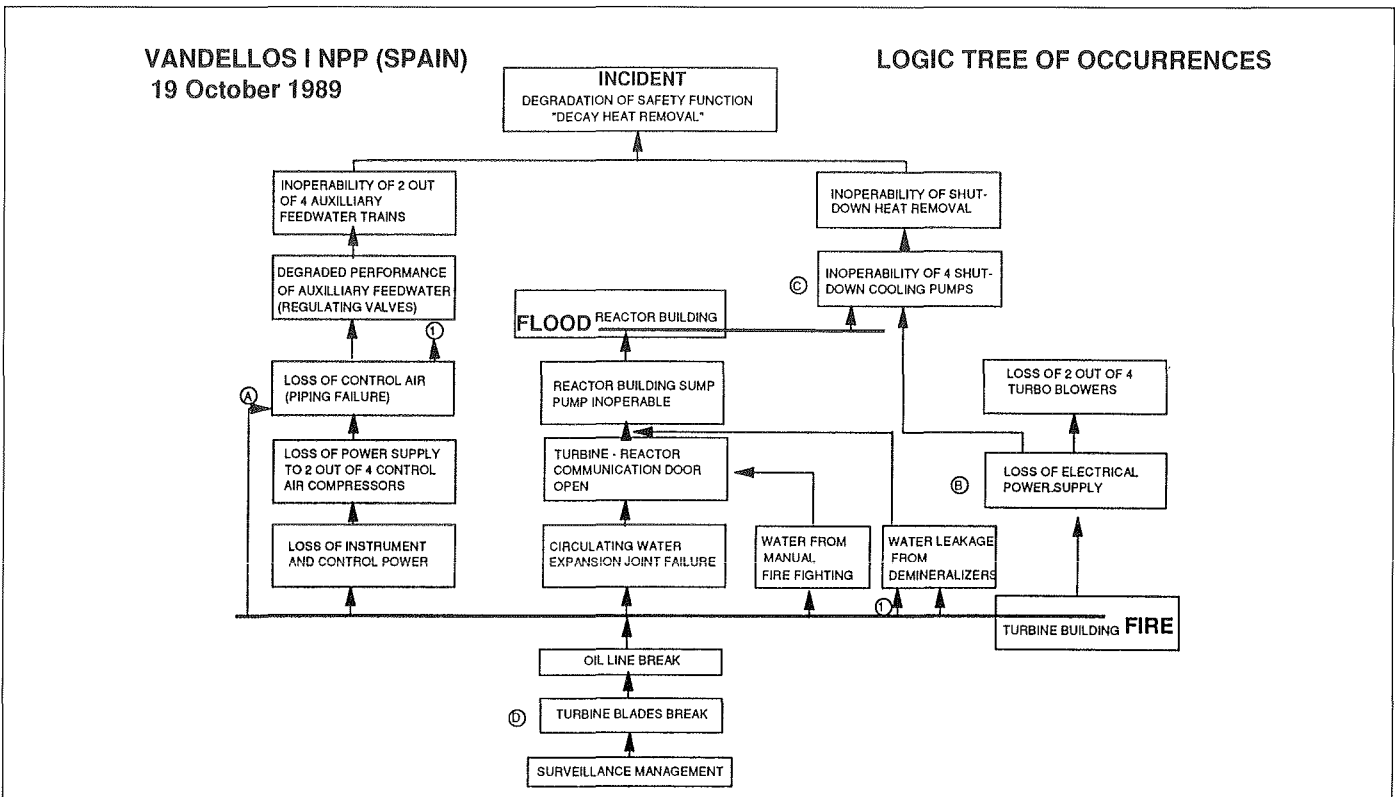 VANDELLOS I NPP (SPAIN)
19 October 1989
LOGIC TREE OF OCCURRENCES
INCIDENT
DEGRADATION OF SAFETY FUNCTION
"DECAY HEAT REMOVAL"
INOPERABILITY OF 2 OUT
OF 4 AUXILLIARY
FEEDWATER TRAINS
INOPERABILITY OF SHUT-
DOWN HEAT REMOVAL
DEGRADED PERFORMANCE
OF AUXILLIARY FEEDWATER
(REGULATING VALVES)
C
INOPERABILITY OF 4 SHUT-
DOWN COOLING PUMPS
FLOOD REACTOR BUILDING
1
A
LOSS OF CONTROL AIR
(PIPING FAILURE)
REACTOR BUILDING SUMP
PUMP INOPERABLE
LOSS OF 2 OUT OF 4
TURBO BLOWERS
LOSS OF POWER SUPPLY
TO 2 OUT OF 4 CONTROL
AIR COMPRESSORS
TURBINE - REACTOR
COMMUNICATION DOOR
OPEN
B
LOSS OF ELECTRICAL
POWER.SUPPLY
LOSS OF INSTRUMENT
AND CONTROL POWER
CIRCULATING WATER
EXPANSION JOINT FAILURE
WATER FROM
MANUAL
FIRE FIGHTING
WATER LEAKAGE
FROM
DEMINERALIZERS
1
TURBINE BUILDING FIRE
OIL LINE BREAK
D
TURBINE BLADES BREAK
SURVEILLANCE MANAGEMENT